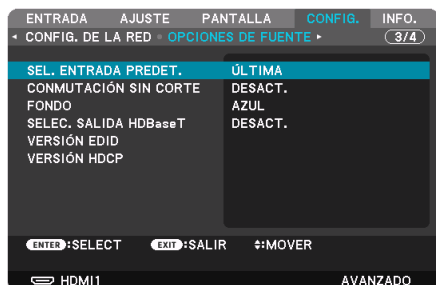 ENTRADA AJUSTE PANTALLA CONFIG. INFO.
CONFIG. DE LA RED OPCIONES DE FUENTE 3/4
SEL. ENTRADA PREDET. ÚLTIMA
CONMUTACIÓN SIN CORTE DESACT.
FONDO AZUL
SELEC. SALIDA HDBaseT DESACT.
VERSIÓN EDID
VERSIÓN HDCP
ENTER:SELECT EXIT:SALIR :MOVER
HDMI1 AVANZADO